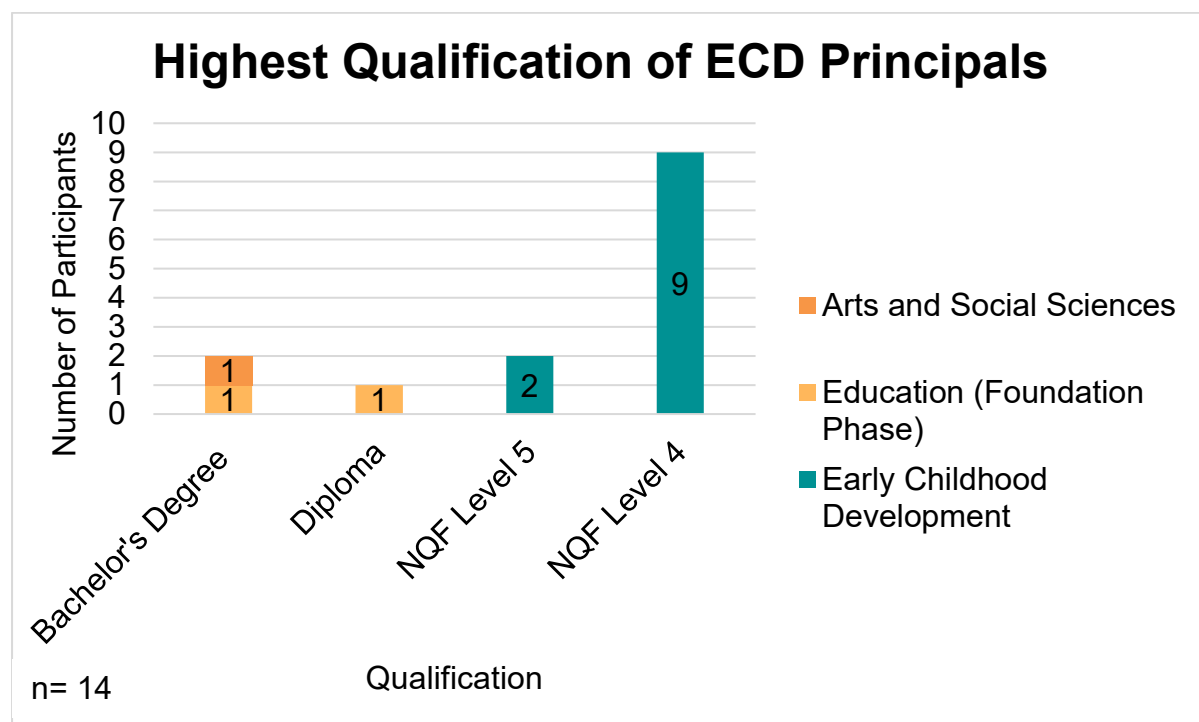 Highest Qualification of ECD Principals
Number of Participants
10
9
8
7
6
5
4
3
2
1
0
1
1
1
2
9
Bachelor's Degree
Diploma
NQF Level 5
NQF Level 4
Qualification
Arts and Social Sciences
Education (Foundation
Phase)
Early Childhood
Development
n= 14